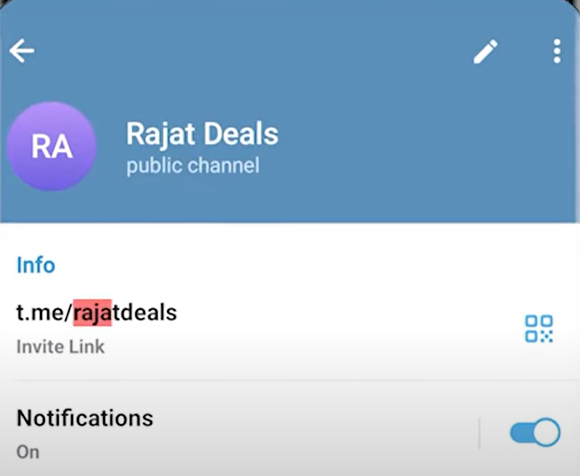 RA
Rajat Deals
public channel
Info
t.me/rajatdeals
Invite Link
Notifications
On